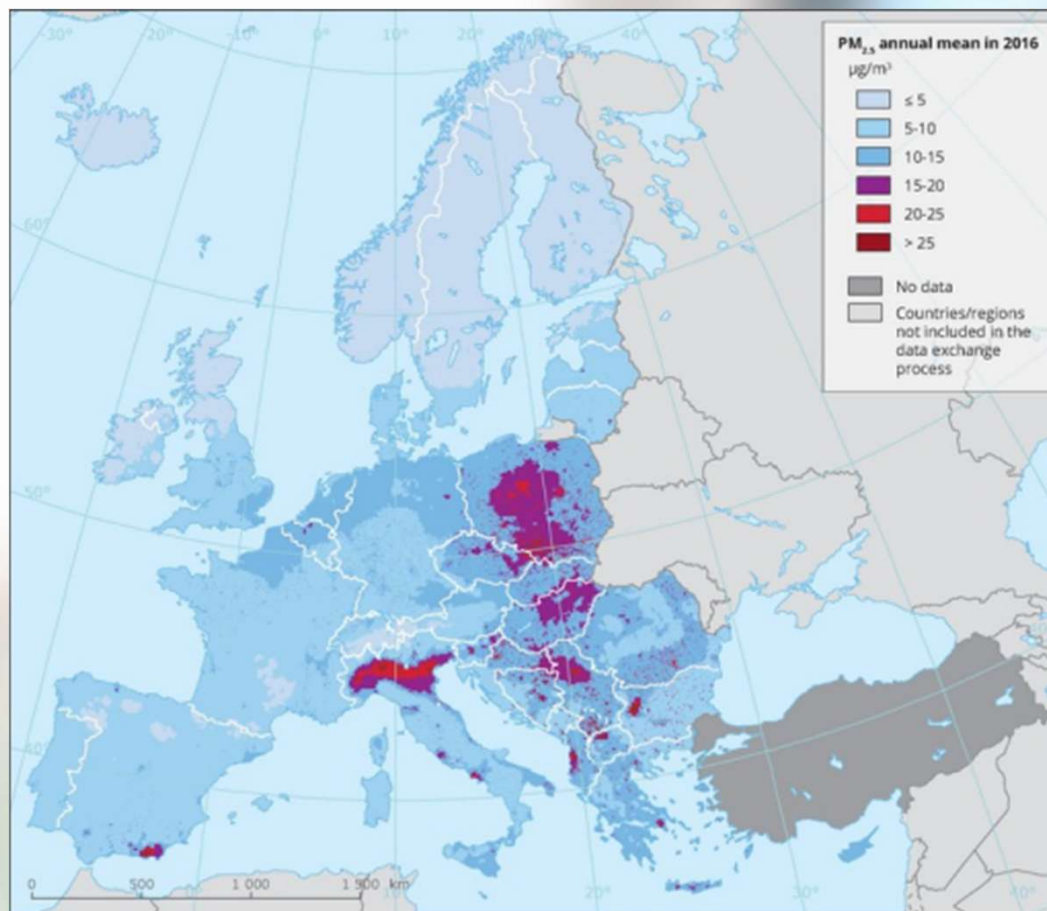 -30°
-20°
-10°
0°
10°
20°
30°
40°
50°
PM2.5 annual mean in 2016
µg/m³
≤ 5
5-10
10-15
15-20
20-25
> 25
No data
Countries/regions
not included in the
data exchange
process
60°
50°
40°
0 500 1 000 1 500 km
20°
30°
40°